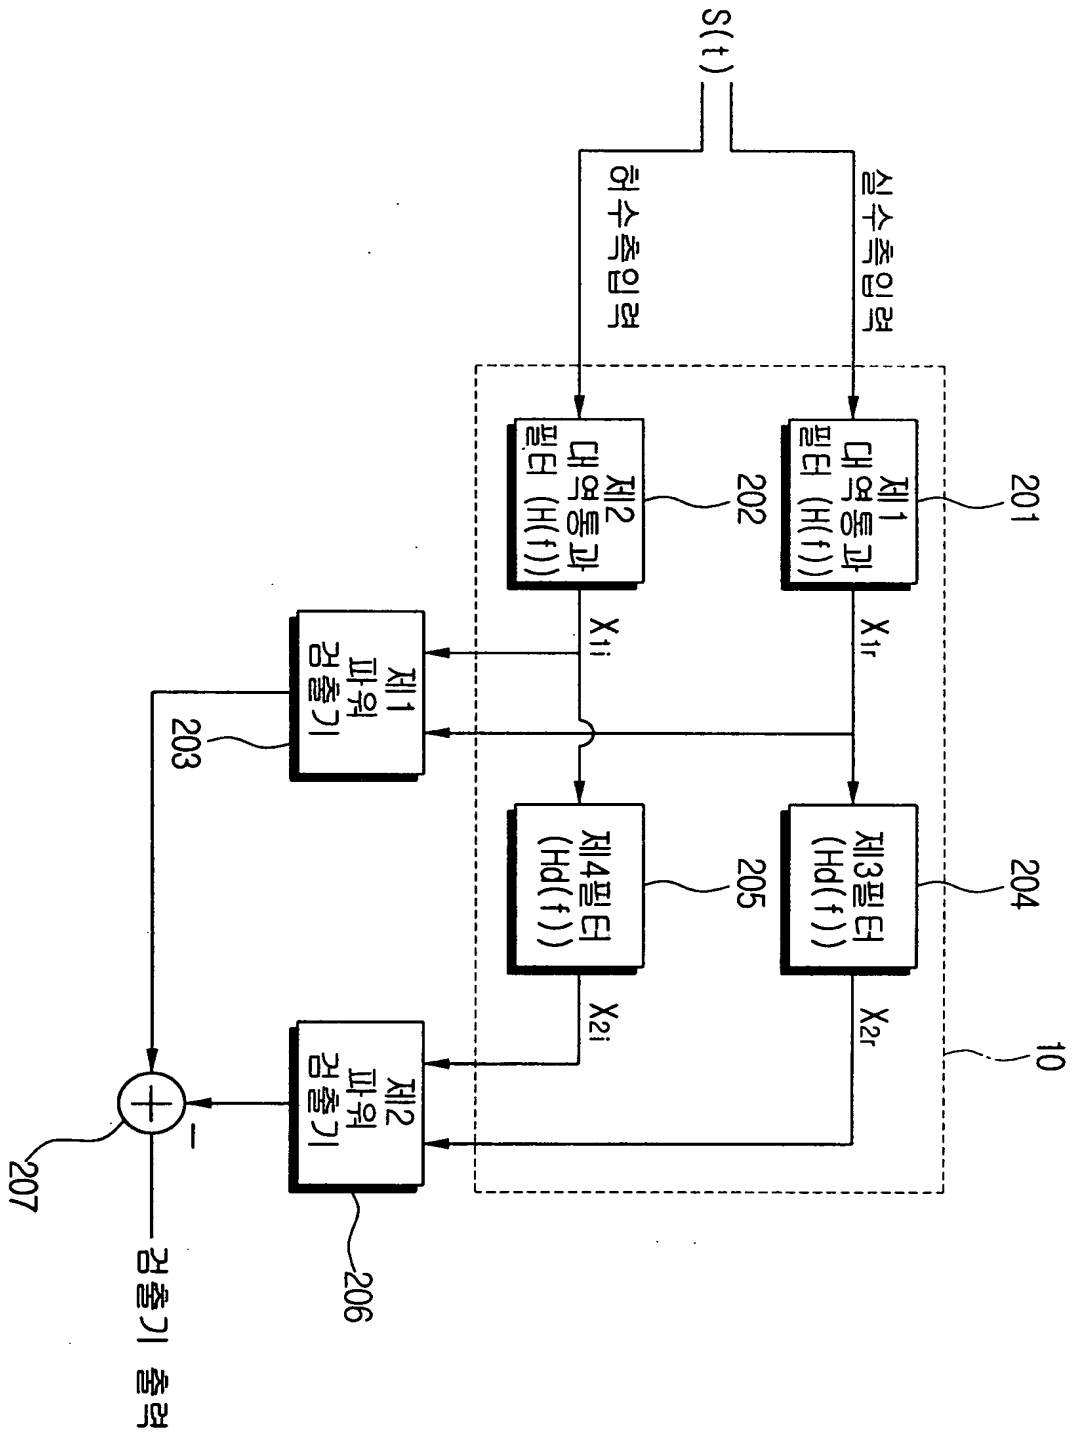 S(t)
실수축입력
허수축입력
201
제1
대역통과
필터 (H(f))
X1r
204
제3필터
(Hd(f))
X2r
10
202
제2
대역통과
필터 (H(f))
X1i
205
제4필터
(Hd(f))
X2i
제1
파워
검출기
203
제2
파워
검출기
206
−
+
207
검출기 출력